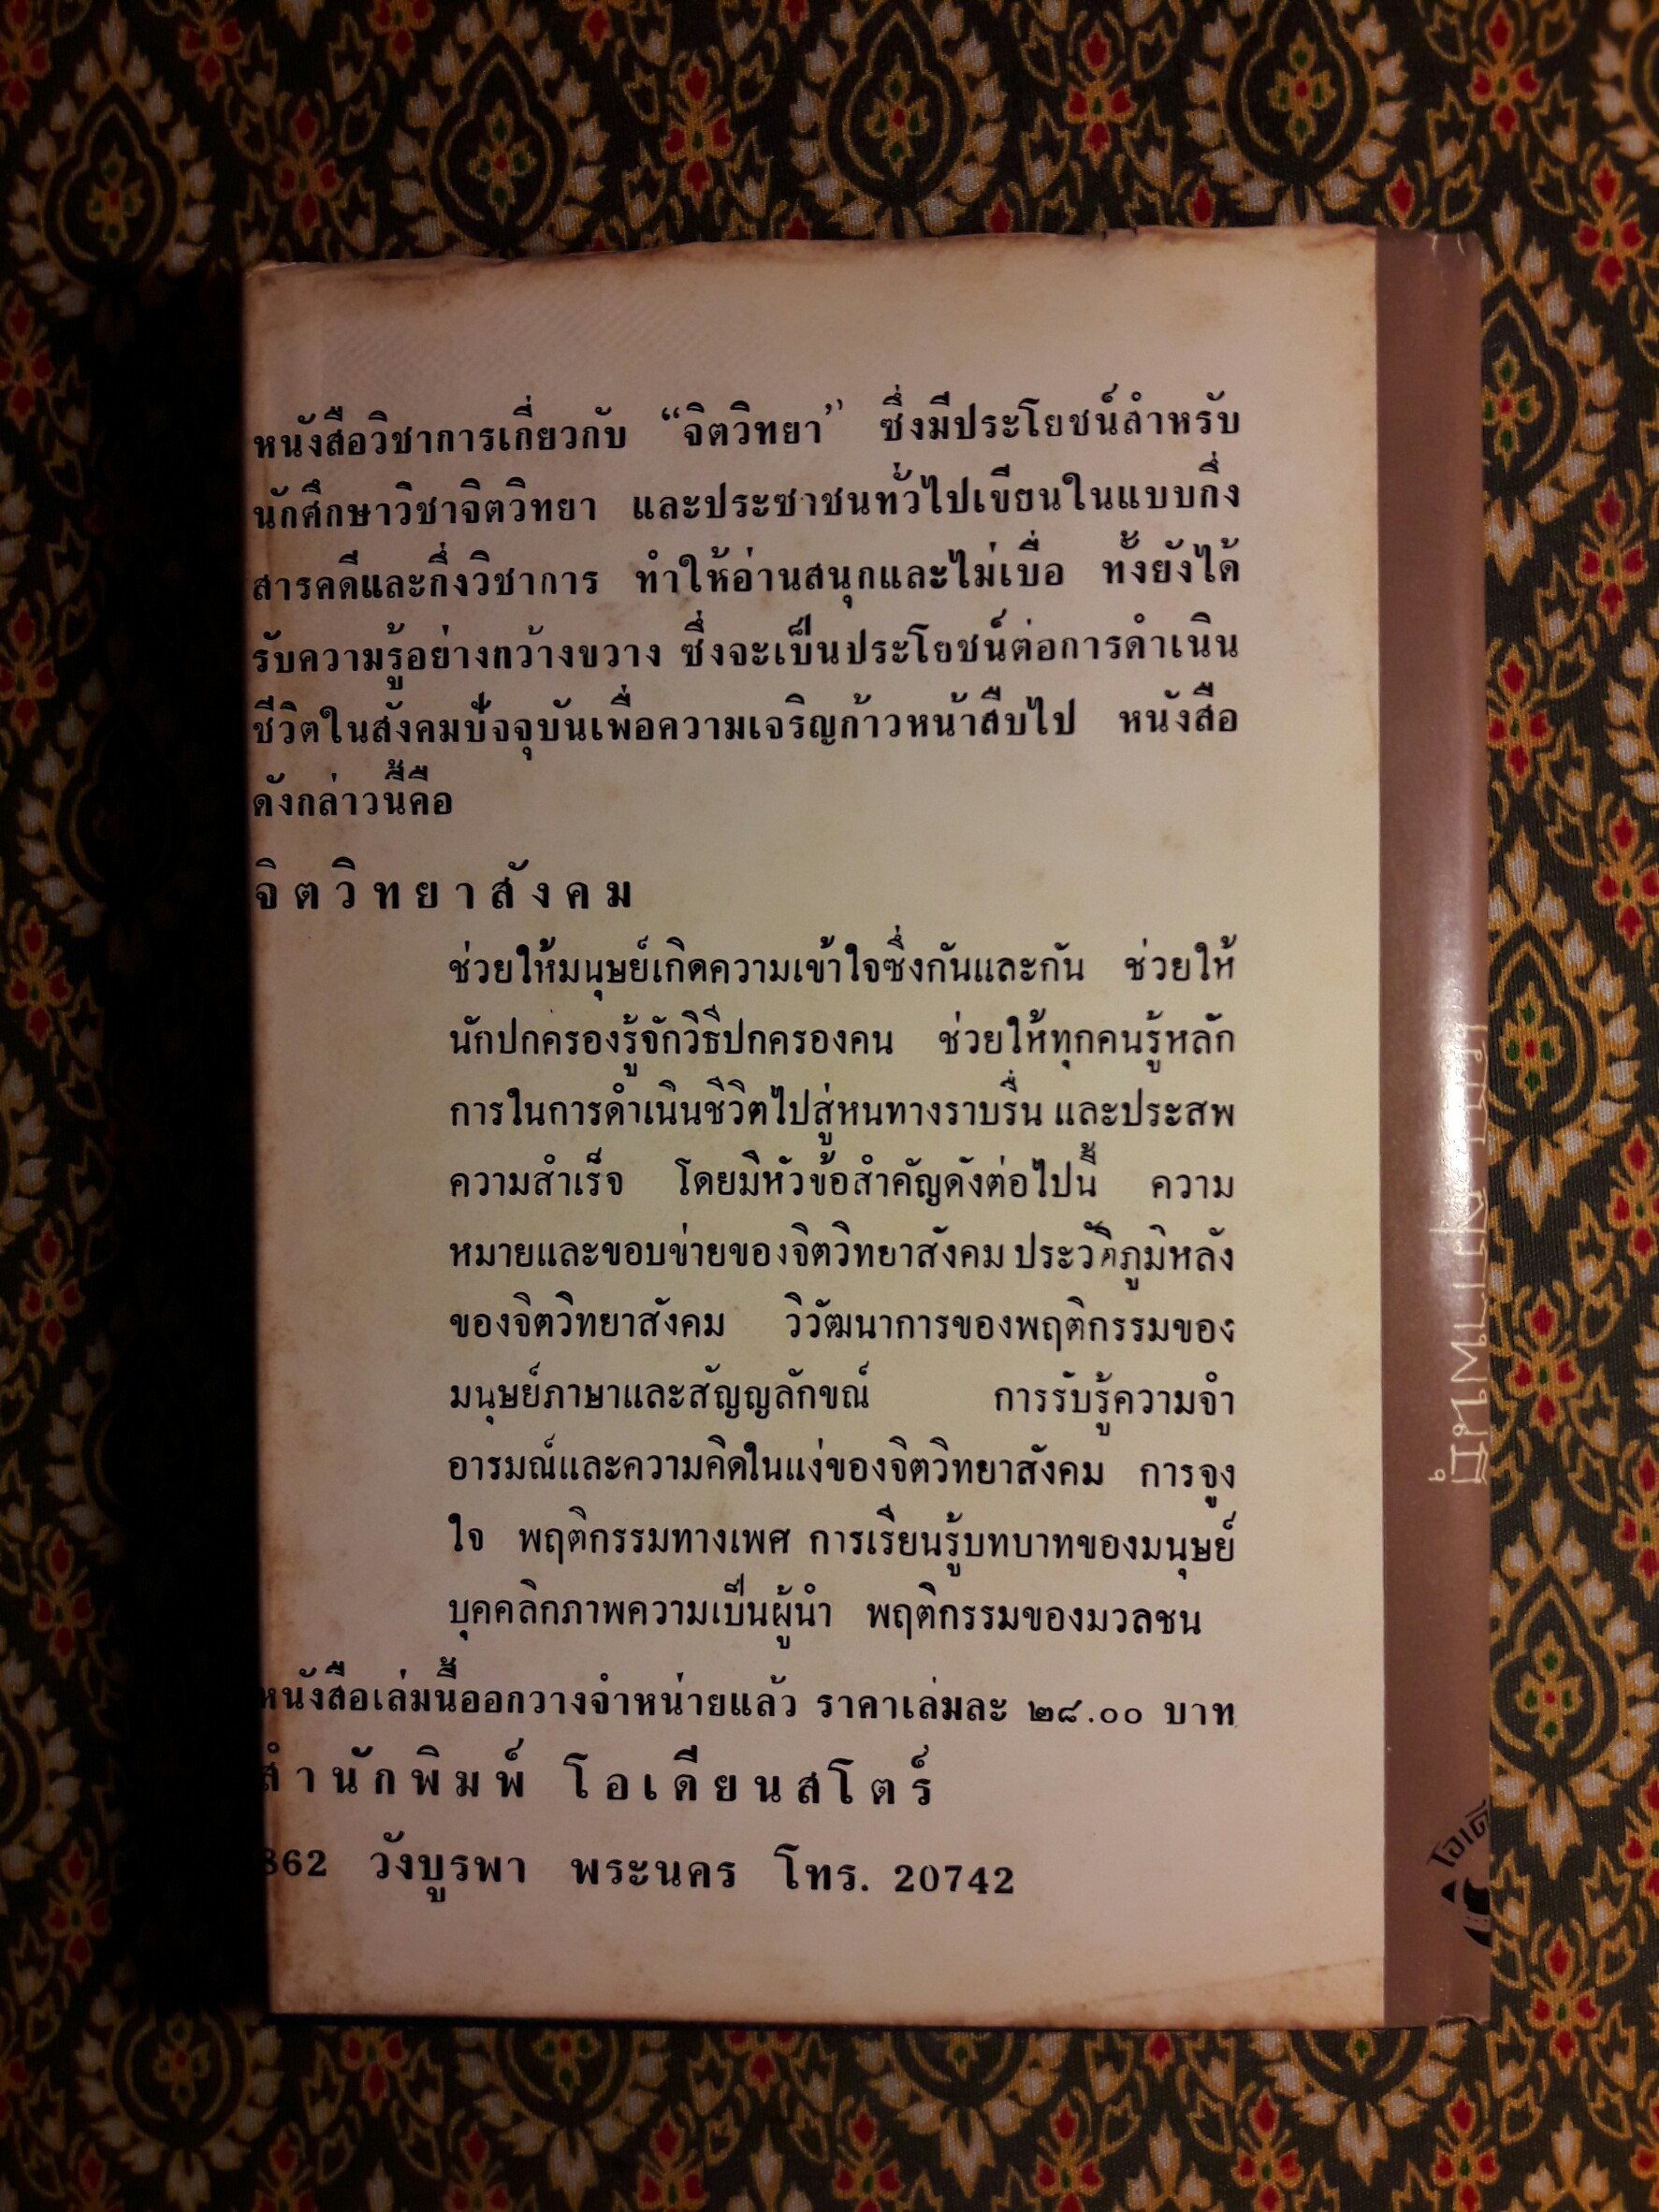 หนังสือวิชาการเกี่ยวกับ “จิตวิทยา” ซึ่งมีประโยชน์สำหรับ
นักศึกษาวิชาจิตวิทยา และประชาชนทั่วไปเขียนในแบบกึ่ง
สารคดีและกึ่งวิชาการ ทำให้อ่านสนุกและไม่เบื่อ ทั้งยังได้
รับความรู้อย่างกว้างขวาง ซึ่งจะเป็นประโยชน์ต่อการดำเนิน
ชีวิตในสังคมปัจจุบันเพื่อความเจริญก้าวหน้าสืบไป หนังสือ
ดังกล่าวนี้คือ
จิตวิทยาสังคม
ช่วยให้มนุษย์เกิดความเข้าใจซึ่งกันและกัน ช่วยให้
นักปกครองรู้จักวิธีปกครองคน ช่วยให้ทุกคนรู้หลัก
การในการดำเนินชีวิตไปสู่หนทางราบรื่น และประสพ
ความสำเร็จ โดยมีหัวข้อสำคัญดังต่อไปนี้ ความ
หมายและขอบข่ายของจิตวิทยาสังคม ประวัติภูมิหลัง
ของจิตวิทยาสังคม วิวัฒนาการของพฤติกรรมของ
มนุษย์ภาษาและสัญญลักขณ์ การรับรู้ความจำ
อารมณ์และความคิดในแง่ของจิตวิทยาสังคม การจูง
ใจ พฤติกรรมทางเพศ การเรียนรู้บทบาทของมนุษย์
บุคคลิกภาพความเป็นผู้นำ พฤติกรรมของมวลชน
หนังสือเล่มนี้ออกวางจำหน่ายแล้ว ราคาเล่มละ ๒๘.๐๐ บาท
สำนักพิมพ์ โอเดียนสโตร์
862 วังบูรพา พระนคร โทร. 20742
โอเดี